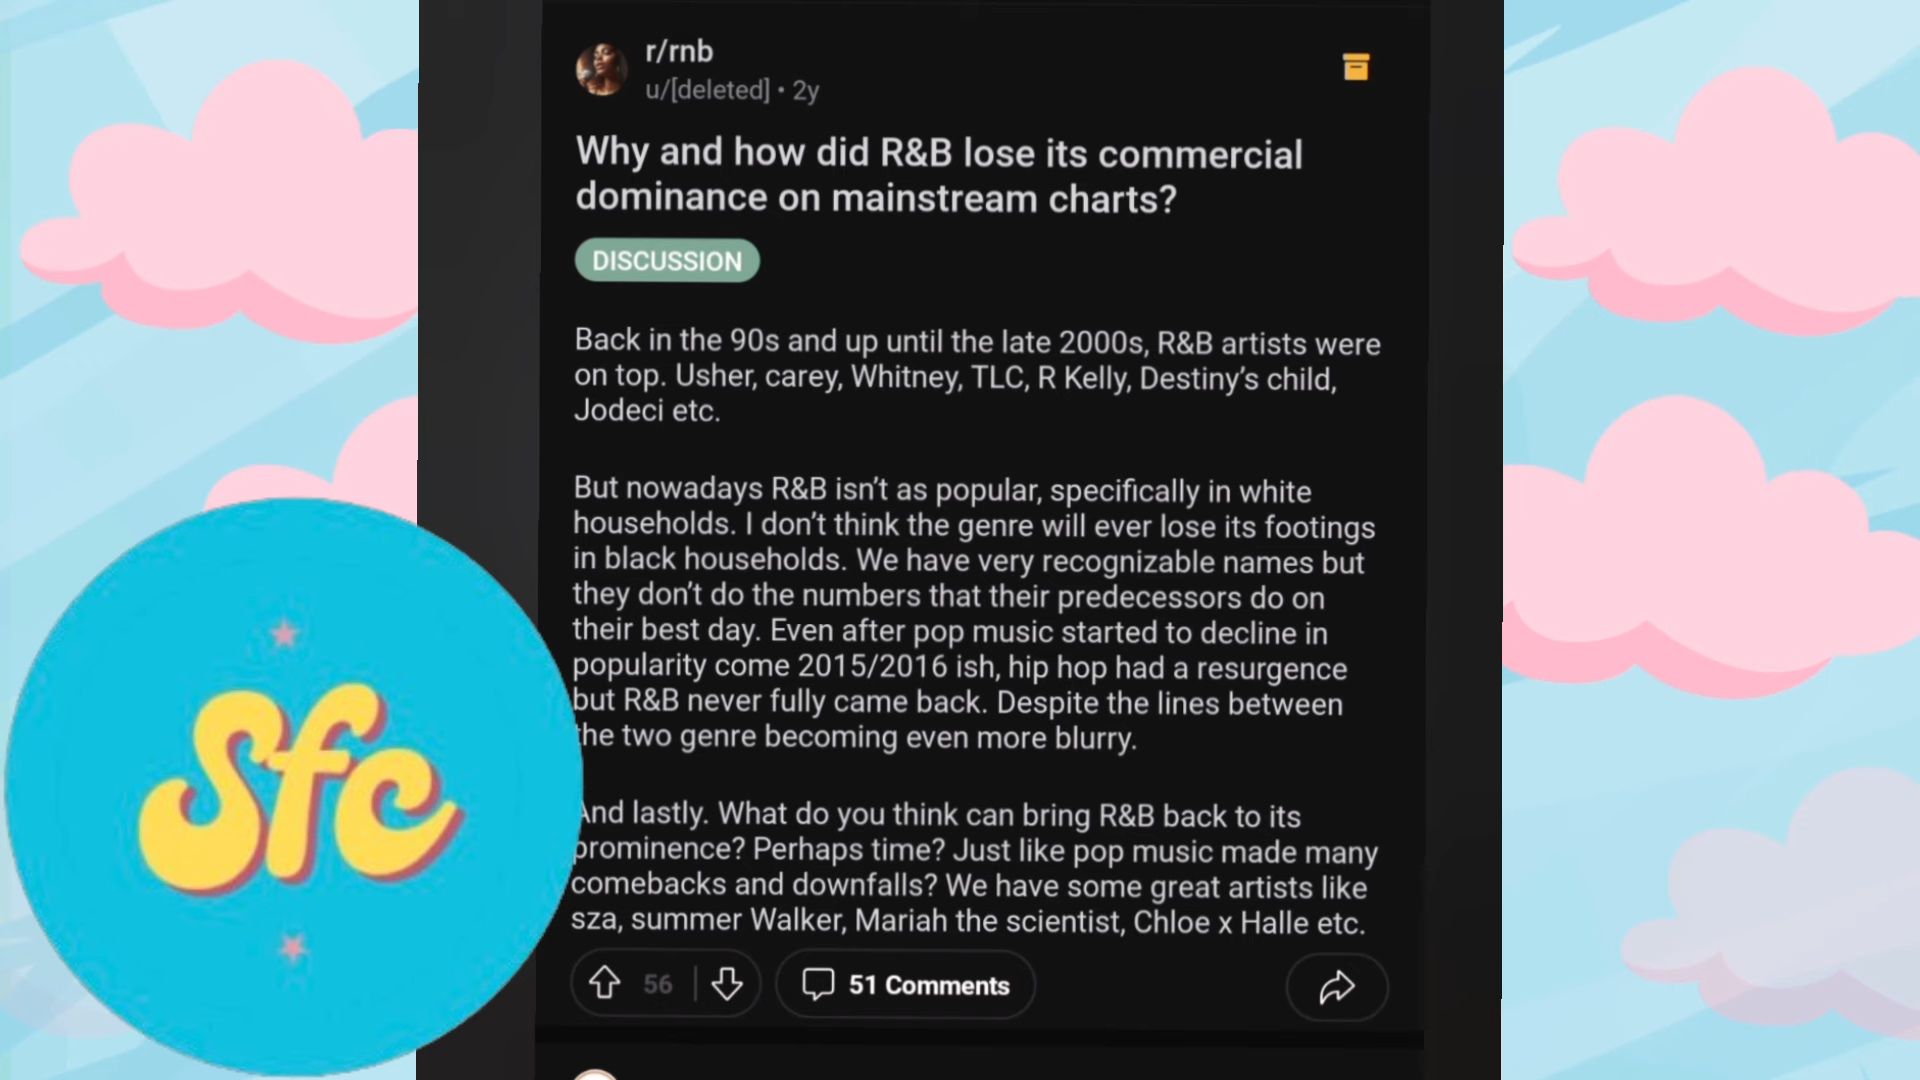 r/rnb
u/[deleted] • 2y
Why and how did R&B lose its commercial
dominance on mainstream charts?
DISCUSSION
Back in the 90s and up until the late 2000s, R&B artists were
on top. Usher, carey, Whitney, TLC, R Kelly, Destiny's child,
Jodeci etc.
But nowadays R&B isn't as popular, specifically in white
households. I don't think the genre will ever lose its footings
in black households. We have very recognizable names but
they don't do the numbers that their predecessors do on
their best day. Even after pop music started to decline in
popularity come 2015/2016 ish, hip hop had a resurgence
but R&B never fully came back. Despite the lines between
the two genre becoming even more blurry.
And lastly. What do you think can bring R&B back to its
prominence? Perhaps time? Just like pop music made many
comebacks and downfalls? We have some great artists like
sza, summer Walker, Mariah the scientist, Chloe x Halle etc.
56
51 Comments
Sfc